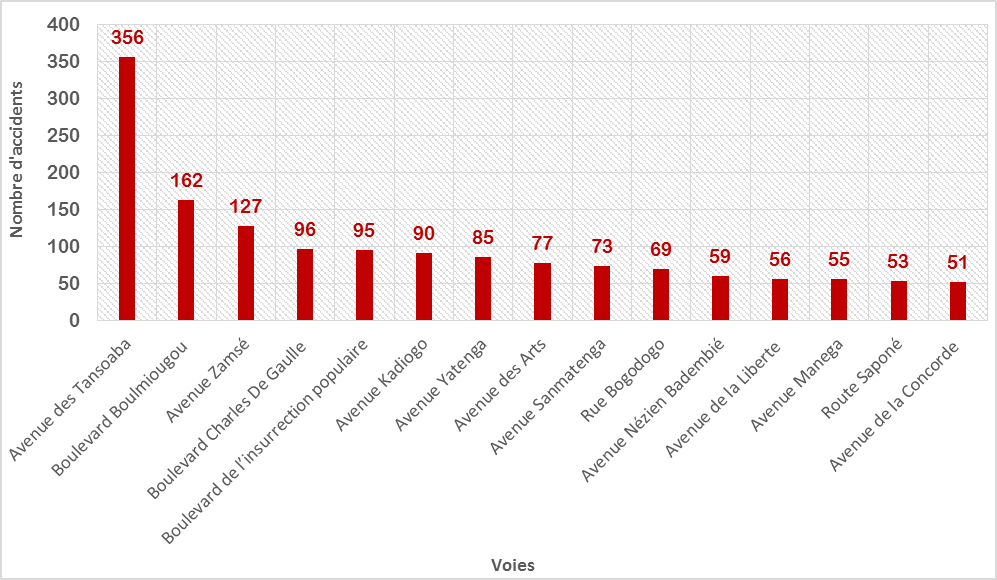 400
350
300
250
200
150
100
50
0
Nombre d'accidents
356
162
127
96
95
90
85
77
73
69
59
56
55
53
51
Avenue des Tansoaba
Boulevard Boulmiougou
Avenue Zamsé
Boulevard Charles De Gaulle
Boulevard de l'insurrection populaire
Avenue Kadiogo
Avenue Yatenga
Avenue des Arts
Avenue Sanmatenga
Rue Bogodogo
Avenue Nézien Badembié
Avenue de la Liberte
Avenue Manega
Route Saponé
Avenue de la Concorde
Voies